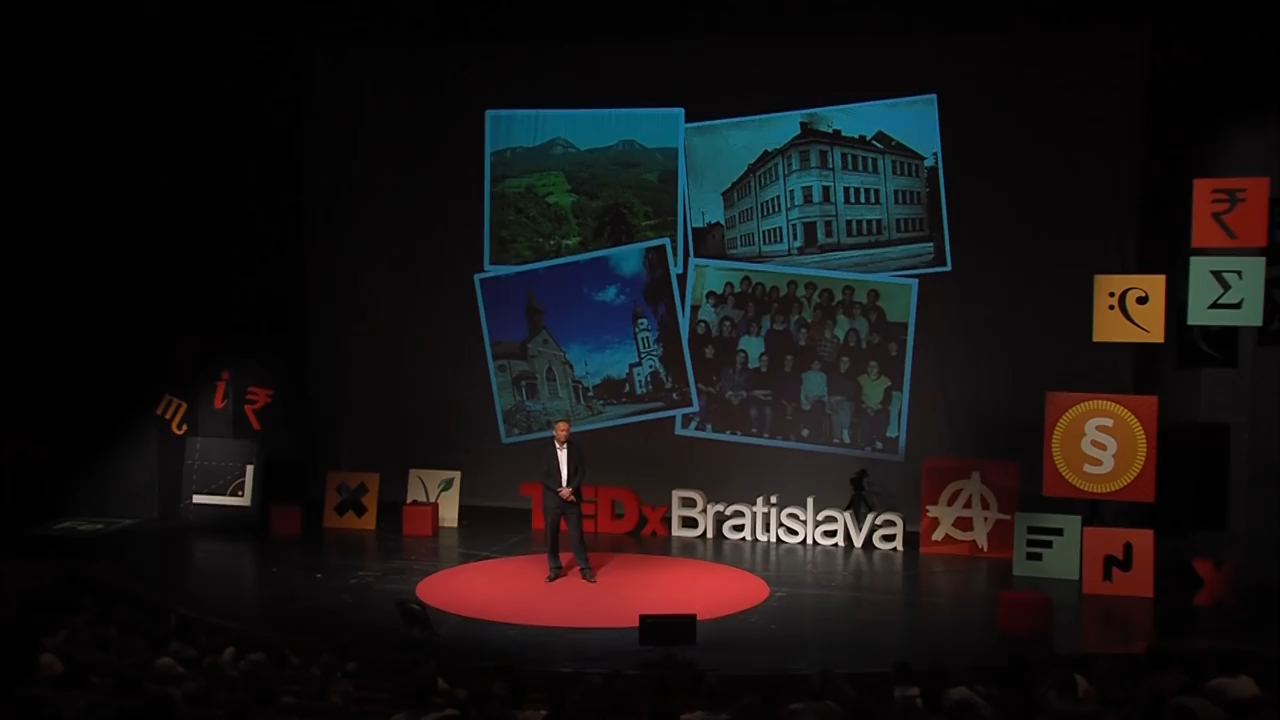 TEDxBratislava
₹
Σ
§
m
i
₹
N
x